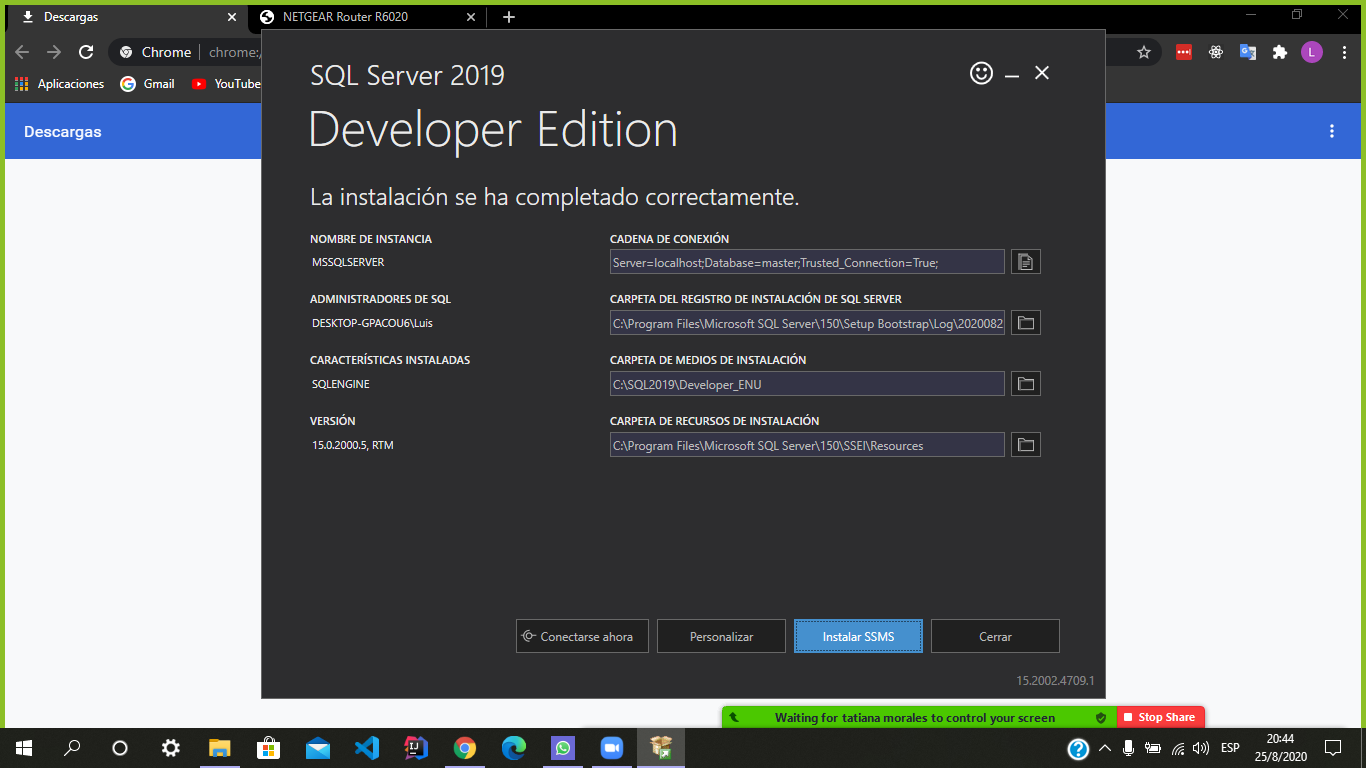 Descargas
NETGEAR Router R6020
Chrome
chrome:/
Aplicaciones
Gmail
YouTube
L
Descargas
SQL Server 2019
Developer Edition
La instalación se ha completado correctamente.
NOMBRE DE INSTANCIA
MSSQLSERVER
CADENA DE CONEXIÓN
Server=localhost;Database=master;Trusted_Connection=True;
ADMINISTRADORES DE SQL
DESKTOP-GPACOU6\Luis
CARPETA DEL REGISTRO DE INSTALACIÓN DE SQL SERVER
C:\Program Files\Microsoft SQL Server\150\Setup Bootstrap\Log\2020082
CARACTERÍSTICAS INSTALADAS
SQLENGINE
CARPETA DE MEDIOS DE INSTALACIÓN
C:\SQL2019\Developer_ENU
VERSIÓN
15.0.2000.5, RTM
CARPETA DE RECURSOS DE INSTALACIÓN
C:\Program Files\Microsoft SQL Server\150\SSEI\Resources
Conectarse ahora
Personalizar
Instalar SSMS
Cerrar
15.2002.4709.1
Waiting for tatiana morales to control your screen
Stop Share
ESP
20:44
25/8/2020